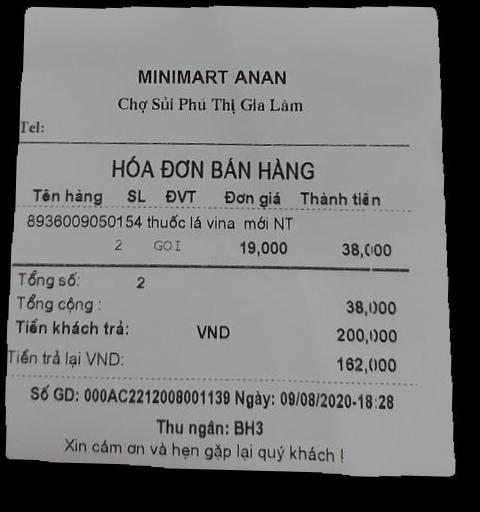 MINIMART ANAN
Chợ Sủi Phú Thị Gia Lâm
Tel:
HÓA ĐƠN BÁN HÀNG
Tên hàng SL ĐVT Đơn giá Thành tiền
8936009050154 thuốc lá vina mới NT
2 GOI 19,000 38,000
Tổng số: 2
Tổng cộng : 38,000
Tiền khách trả: VND 200,000
Tiền trả lại VND: 162,000
Số GD: 000AC2212008001139 Ngày: 09/08/2020-18:28
Thu ngân: BH3
Xin cám ơn và hẹn gặp lại quý khách !